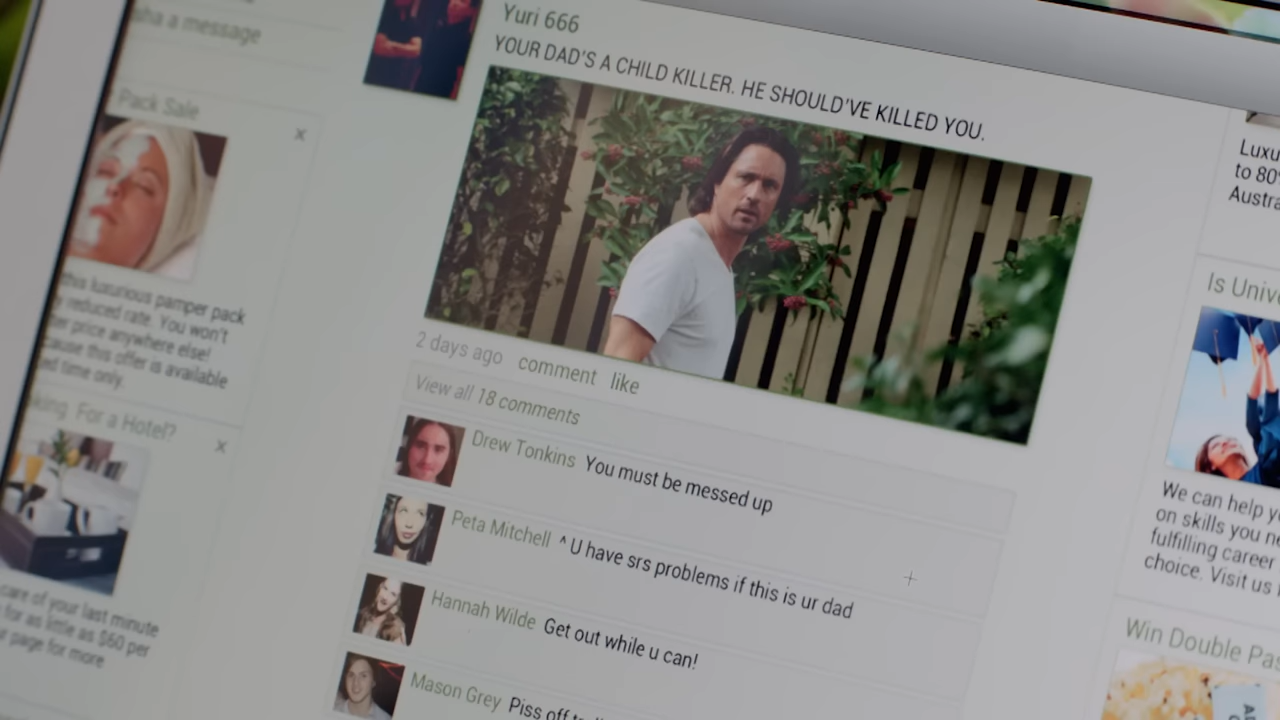 a message
Pack Sale
this luxurious pamper pack
reduced rate. You won't
price anywhere else!
this offer is available
time only.
For a Hotel?
care of your last minute
for as little as $60 per
page for more
Yuri 666
YOUR DAD'S A CHILD KILLER. HE SHOULD'VE KILLED YOU.
2 days ago comment like
View all 18 comments
Drew Tonkins You must be messed up
Peta Mitchell ^ U have srs problems if this is ur dad
Hannah Wilde Get out while u can!
Mason Grey Piss off
to 80
Is
We can help
on skills you
fulfilling career
choice. Visit us
Win Double